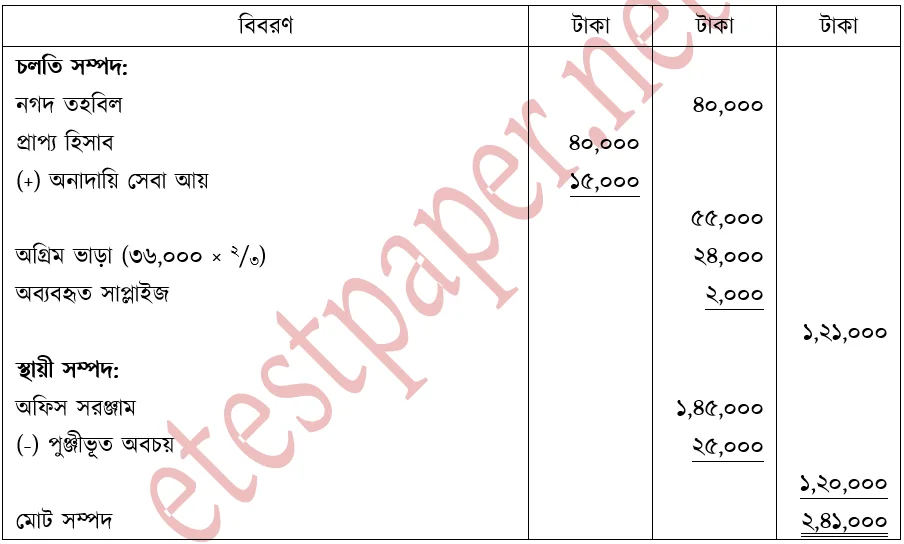 বিবরণ টাকা টাকা টাকা
চলতি সম্পদ:
নগদ তহবিল ৪০,০০০
প্রাপ্য হিসাব ৪০,০০০
(+) অনাদায়ি সেবা আয় ১৫,০০০
৫৫,০০০
অগ্রিম ভাড়া (৩৬,০০০ × ২/৩) ২৪,০০০
অব্যবহৃত সাপ্লাইজ ২,০০০
১,২১,০০০
স্থায়ী সম্পদ:
অফিস সরঞ্জাম ১,৪৫,০০০
(-) পুঞ্জীভূত অবচয় ২৫,০০০
১,২০,০০০
মোট সম্পদ ২,৪১,০০০
etestpaper.net